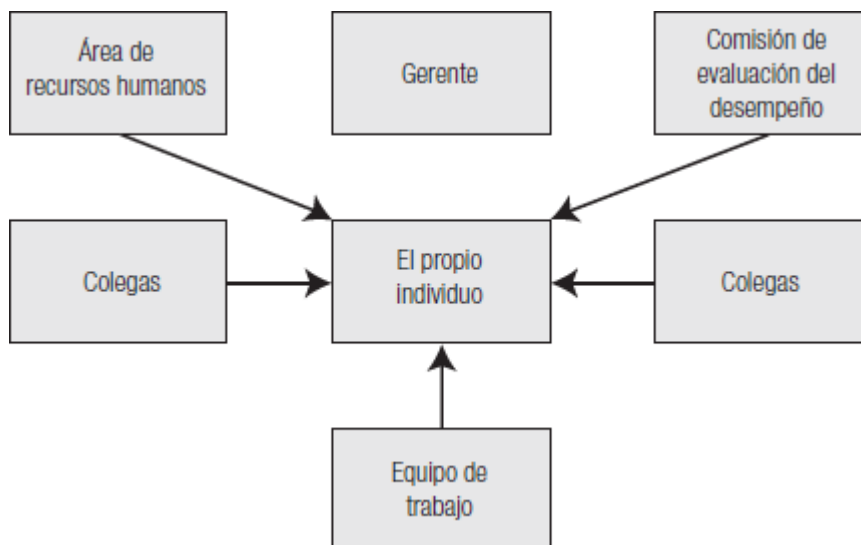 Área de
recursos humanos
Gerente
Comisión de
evaluación del
desempeño
Colegas
El propio
individuo
Colegas
Equipo de
trabajo